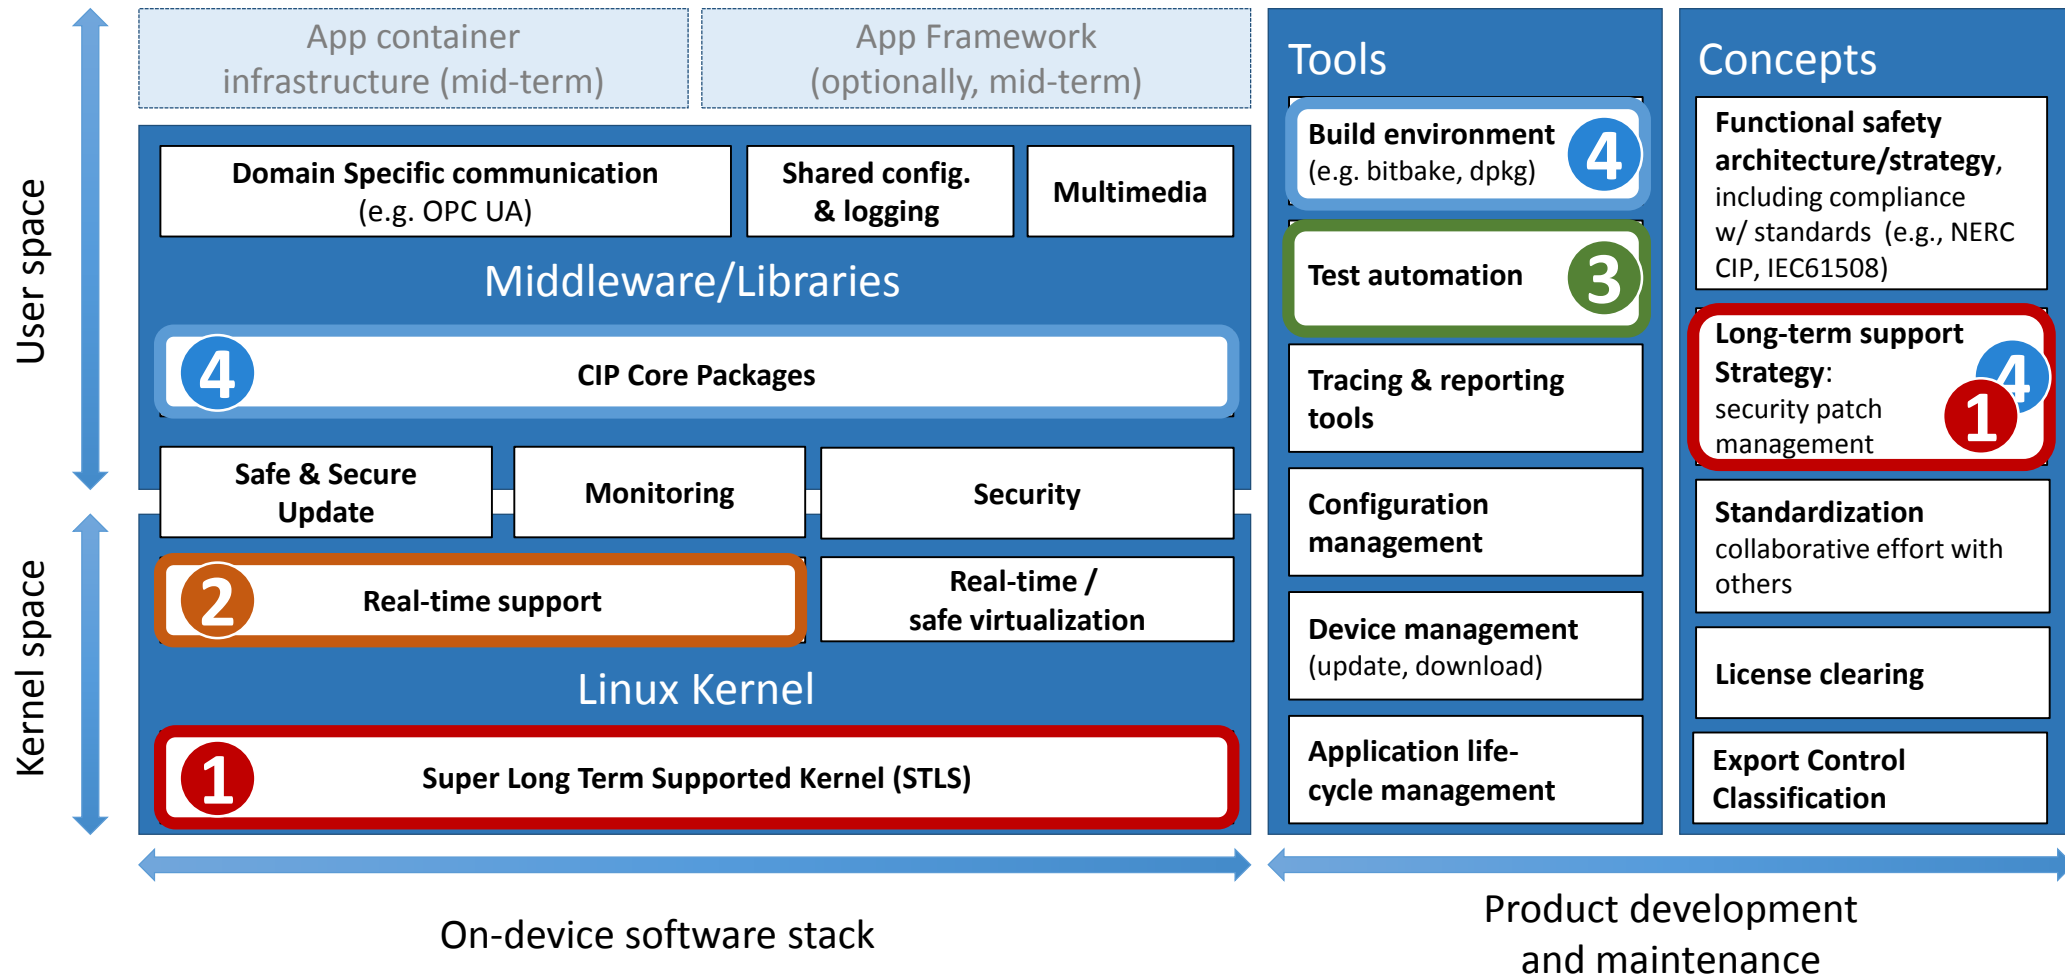 App container
infrastructure (mid-term)
App Framework
(optionally, mid-term)
User space
Domain Specific communication
(e.g. OPC UA)
Shared config.
& logging
Multimedia
Middleware/Libraries
4
CIP Core Packages
Safe & Secure
Update
Monitoring
Security
Kernel space
2
Real-time support
Real-time /
safe virtualization
Linux Kernel
1
Super Long Term Supported Kernel (STLS)
On-device software stack
Tools
Build environment
(e.g. bitbake, dpkg)
4
Test automation
3
Tracing & reporting
tools
Configuration
management
Device management
(update, download)
Application life-
cycle management
Concepts
Functional safety
architecture/strategy,
including compliance
w/ standards (e.g., NERC
CIP, IEC61508)
Long-term support
Strategy:
security patch
management
4
1
Standardization
collaborative effort with
others
License clearing
Export Control
Classification
Product development
and maintenance